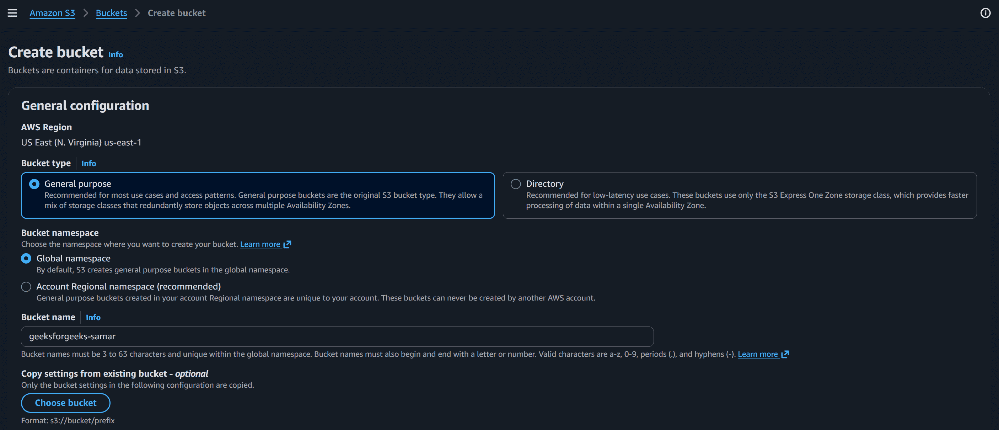 Amazon S3 > Buckets > Create bucket
Create bucket Info
Buckets are containers for data stored in S3.
General configuration
AWS Region
US East (N. Virginia) us-east-1
Bucket type Info
General purpose
Recommended for most use cases and access patterns. General purpose buckets are the original S3 bucket type. They allow a
mix of storage classes that redundantly store objects across multiple Availability Zones.
Directory
Recommended for low-latency use cases. These buckets use only the S3 Express One Zone storage class, which provides faster
processing of data within a single Availability Zone.
Bucket namespace
Choose the namespace where you want to create your bucket. Learn more
Global namespace
By default, S3 creates general purpose buckets in the global namespace.
Account Regional namespace (recommended)
General purpose buckets created in your account Regional namespace are unique to your account. These buckets can never be created by another AWS account.
Bucket name Info
geeksforgeeks-samar
Bucket names must be 3 to 63 characters and unique within the global namespace. Bucket names must also begin and end with a letter or number. Valid characters are a-z, 0-9, periods (.), and hyphens (-). Learn more
Copy settings from existing bucket - optional
Only the bucket settings in the following configuration are copied.
Choose bucket
Format: s3://bucket/prefix